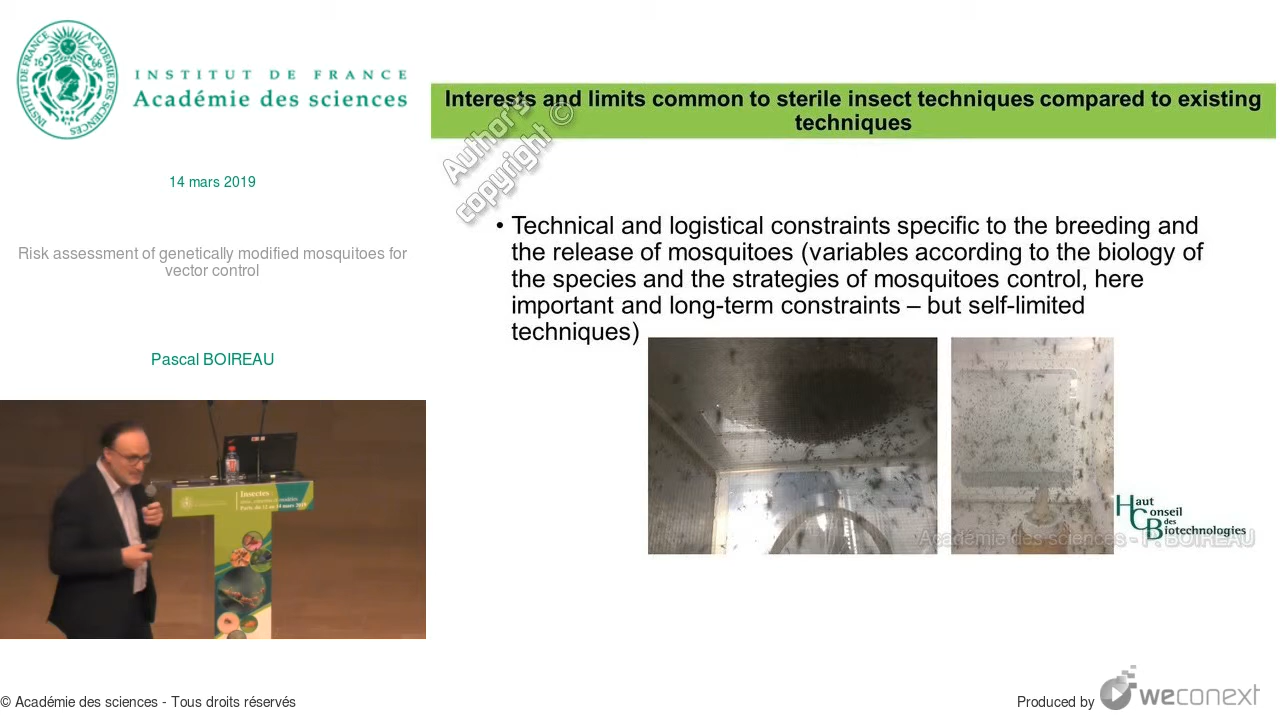 INSTITUT DE FRANCE
Académie des sciences
14 mars 2019
Risk assessment of genetically modified mosquitoes for
vector control
Pascal BOIREAU
Interests and limits common to sterile insect techniques compared to existing
techniques
Author's
copyright ©
• Technical and logistical constraints specific to the breeding and
the release of mosquitoes (variables according to the biology of
the species and the strategies of mosquitoes control, here
important and long-term constraints – but self-limited
techniques)
Haut
Conseil
des
Biotechnologies
Académie des sciences - P. BOIREAU
Insectes
© Académie des sciences - Tous droits réservés
Produced by weconext